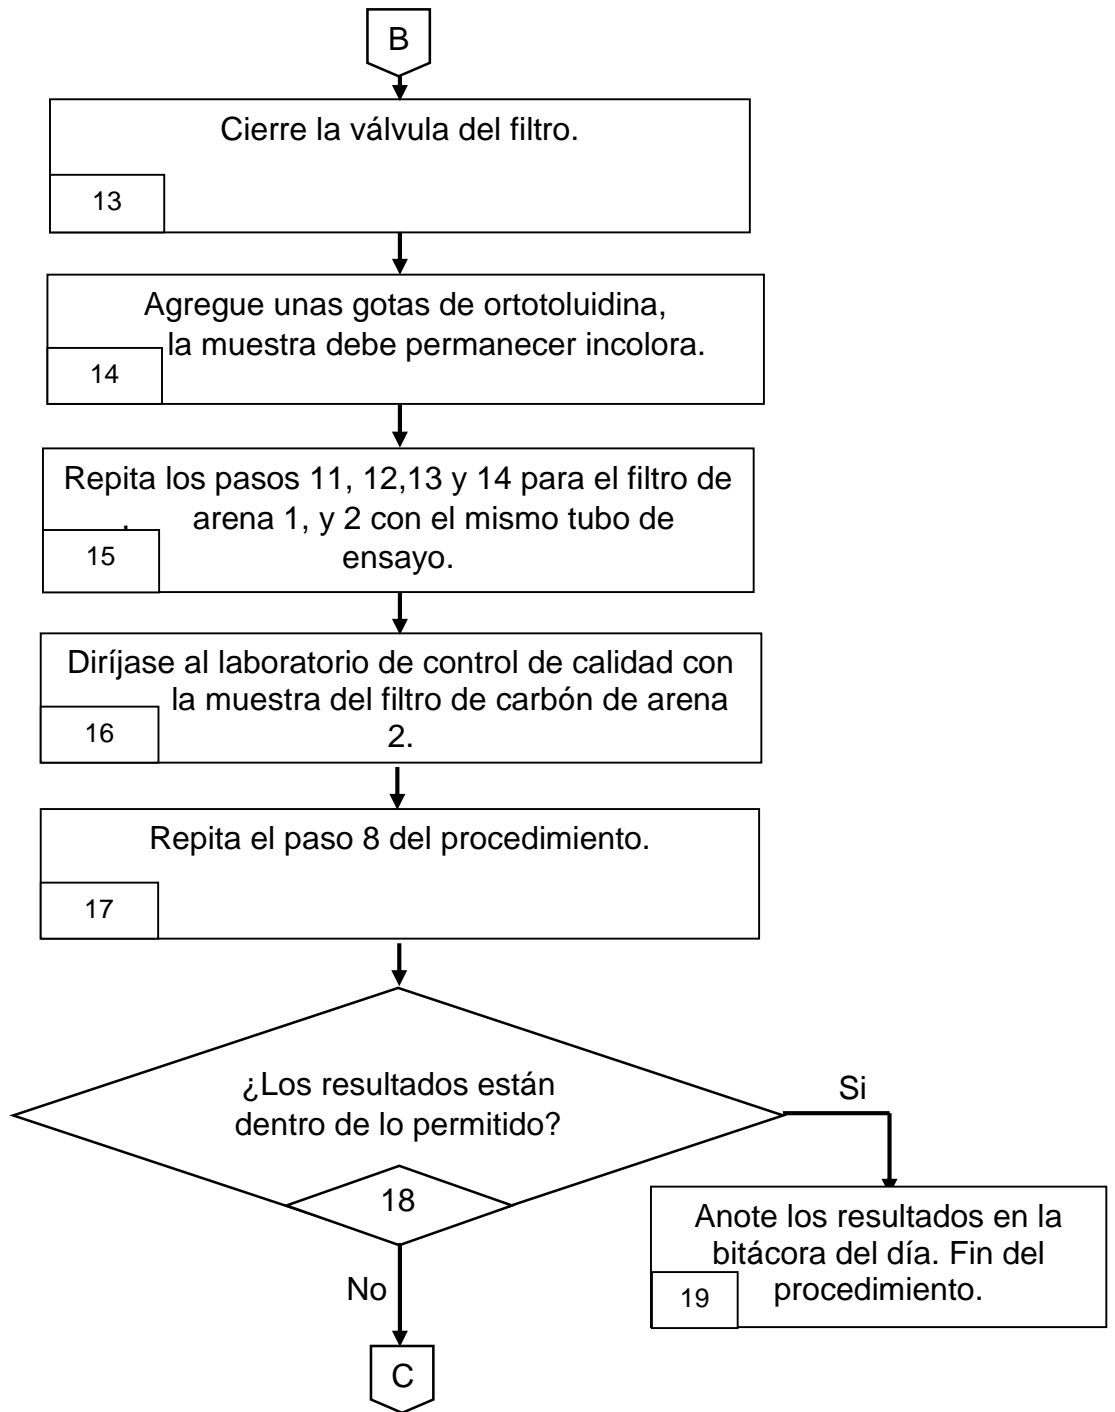 B
Cierre la válvula del filtro.
13
Agregue unas gotas de ortotoluidina,
la muestra debe permanecer incolora.
14
Repita los pasos 11, 12,13 y 14 para el filtro de
. arena 1, y 2 con el mismo tubo de
ensayo.
15
Diríjase al laboratorio de control de calidad con
la muestra del filtro de carbón de arena
2.
16
Repita el paso 8 del procedimiento.
17
¿Los resultados están
dentro de lo permitido?
18
Si
Anote los resultados en la
bitácora del día. Fin del
procedimiento.
19
No
C